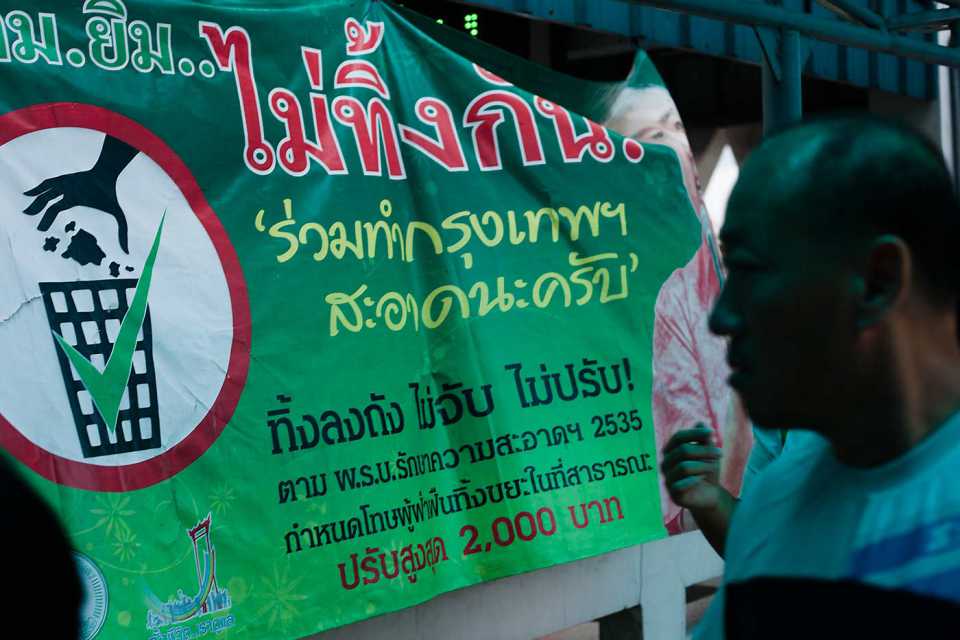 ยิม..ไม่ทิ้งกัน.
'ร่วมทำกรุงเทพฯ
สะอาดนะครับ'
ทิ้งลงถัง ไม่จับ ไม่ปรับ!
ตาม พ.ร.บ.รักษาความสะอาดฯ 2535
กำหนดโทษผู้ฝ่าฝืนทิ้งขยะในที่สาธารณะ
ปรับสูงสุด 2,000 บาท